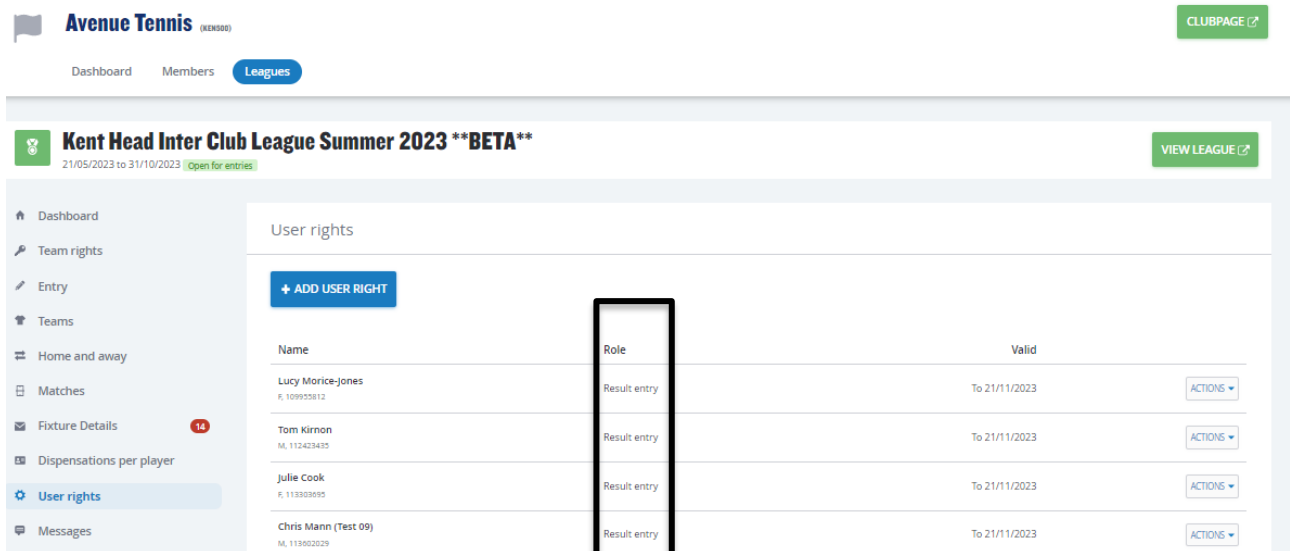 Avenue Tennis (KEN500)
CLUBPAGE
Dashboard Members Leagues
Kent Head Inter Club League Summer 2023 **BETA**
21/05/2023 to 31/10/2023 Open for entries
VIEW LEAGUE
Dashboard
Team rights
Entry
Teams
Home and away
Matches
Fixture Details 14
Dispensations per player
User rights
Messages
User rights
+ ADD USER RIGHT
Name Role Valid
Lucy Morice-Jones
F, 109955812
Result entry To 21/11/2023 ACTIONS
Tom Kirnon
M, 112423435
Result entry To 21/11/2023 ACTIONS
Julie Cook
F, 113303695
Result entry To 21/11/2023 ACTIONS
Chris Mann (Test 09)
M, 113602029
Result entry To 21/11/2023 ACTIONS